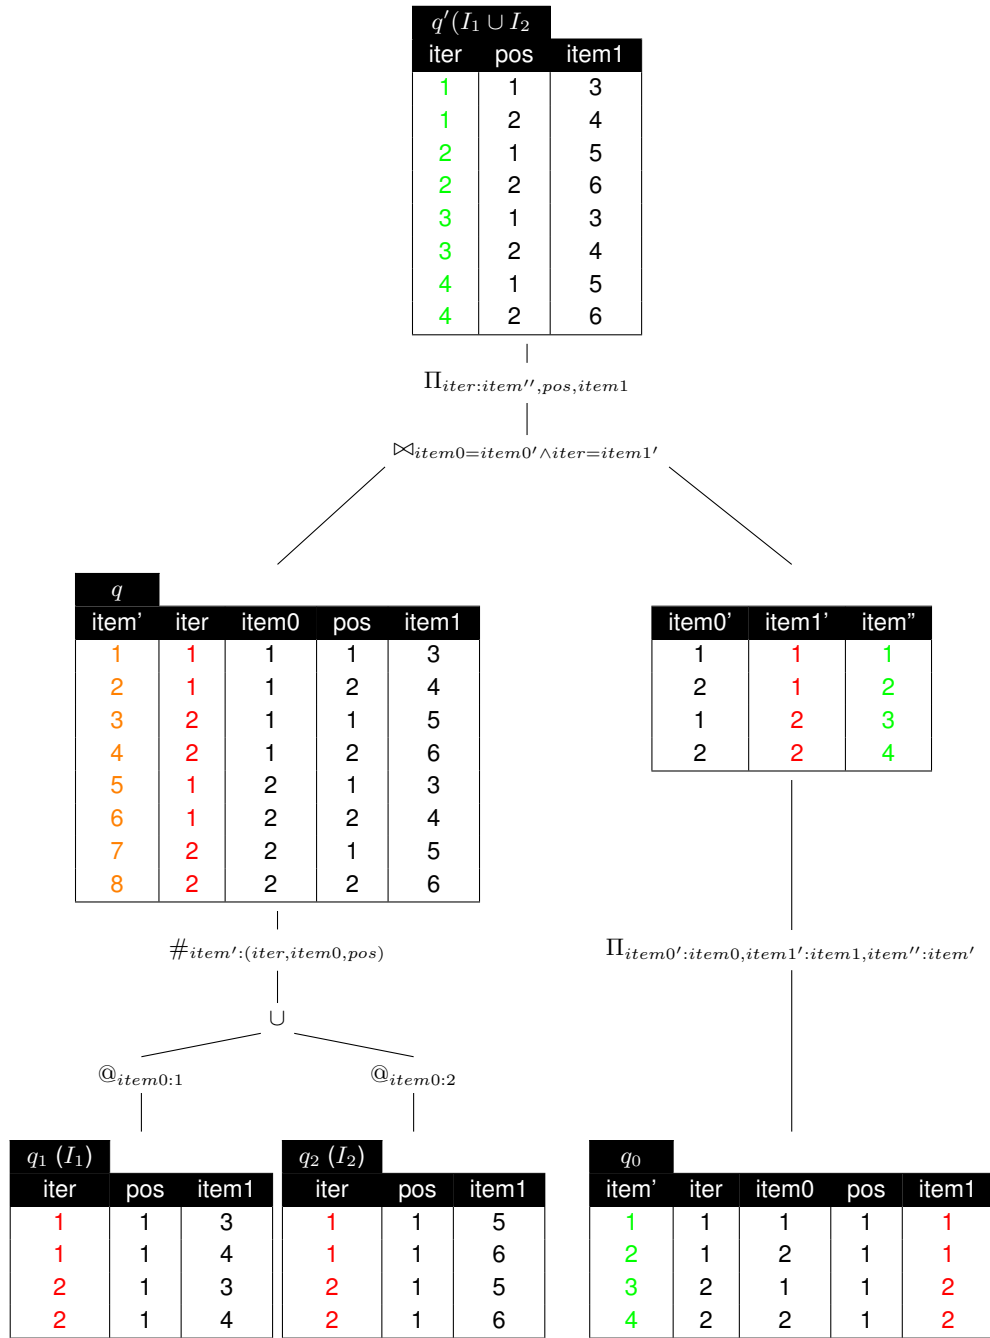 q′(I₁ ∪ I₂
iter pos item1
1 1 3
1 2 4
2 1 5
2 2 6
3 1 3
3 2 4
4 1 5
4 2 6
Π_{iter:item′′,pos,item1}
⋈_{item0=item0′∧iter=item1′}
q
item' iter item0 pos item1
1 1 1 1 3
2 1 1 2 4
3 2 1 1 5
4 2 1 2 6
5 1 2 1 3
6 1 2 2 4
7 2 2 1 5
8 2 2 2 6
item0' item1' item"
1 1 1
2 1 2
1 2 3
2 2 4
#_{item′:(iter,item0,pos)}
Π_{item0′:item0,item1′:item1,item′′:item′}
∪
@_{item0:1}
@_{item0:2}
q₁ (I₁)
iter pos item1
1 1 3
1 1 4
2 1 3
2 1 4
q₂ (I₂)
iter pos item1
1 1 5
1 1 6
2 1 5
2 1 6
q₀
item' iter item0 pos item1
1 1 1 1 1
2 1 2 1 1
3 2 1 1 2
4 2 2 1 2